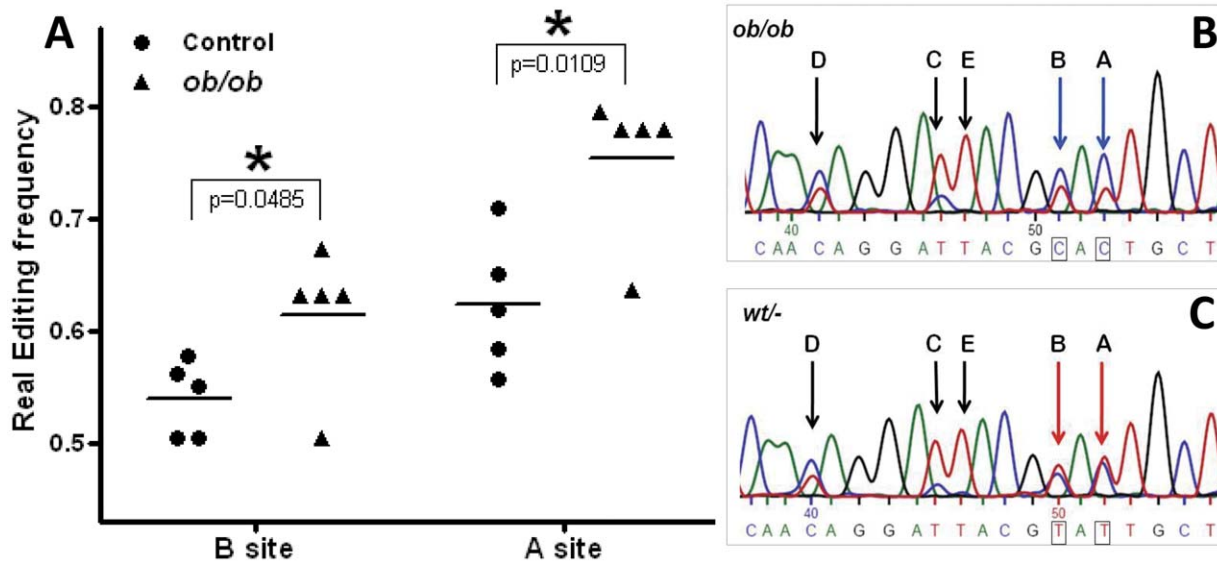 A
● Control
▲ ob/ob
Real Editing frequency
0.8
0.7
0.6
0.5
*
p=0.0485
*
p=0.0109
B site
A site
B
ob/ob
D C E B A
40 50
C A A C A G G A T T A C G C A C T G C T
C
wt/-
D C E B A
40 50
C A A C A G G A T T A C G T A T T G C T